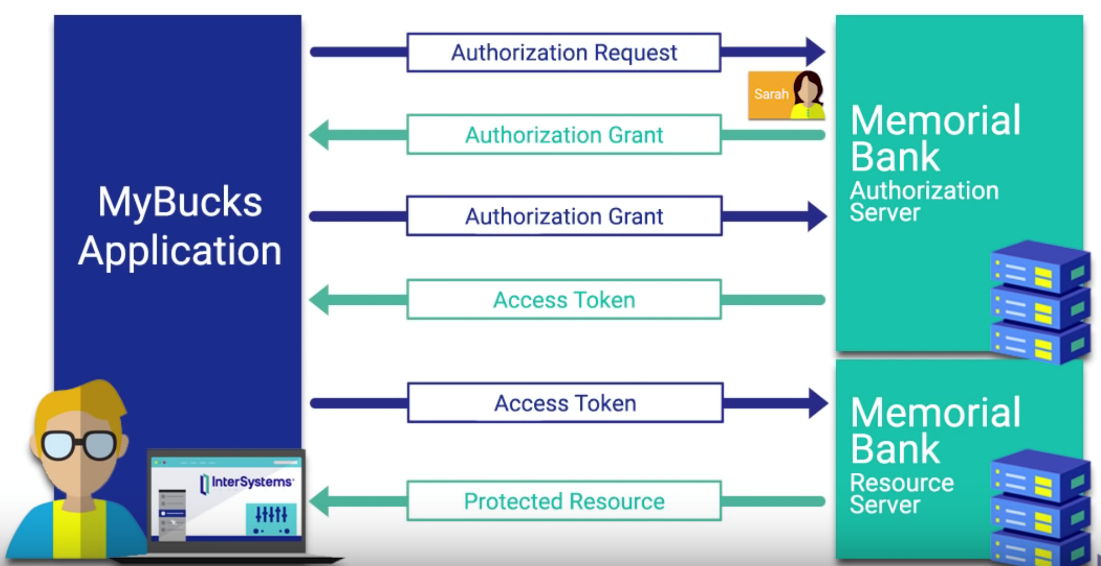 MyBucks
Application
Authorization Request
Sarah
Authorization Grant
Authorization Grant
Access Token
Access Token
Protected Resource
Memorial
Bank
Authorization
Server
Memorial
Bank
Resource
Server
InterSystems